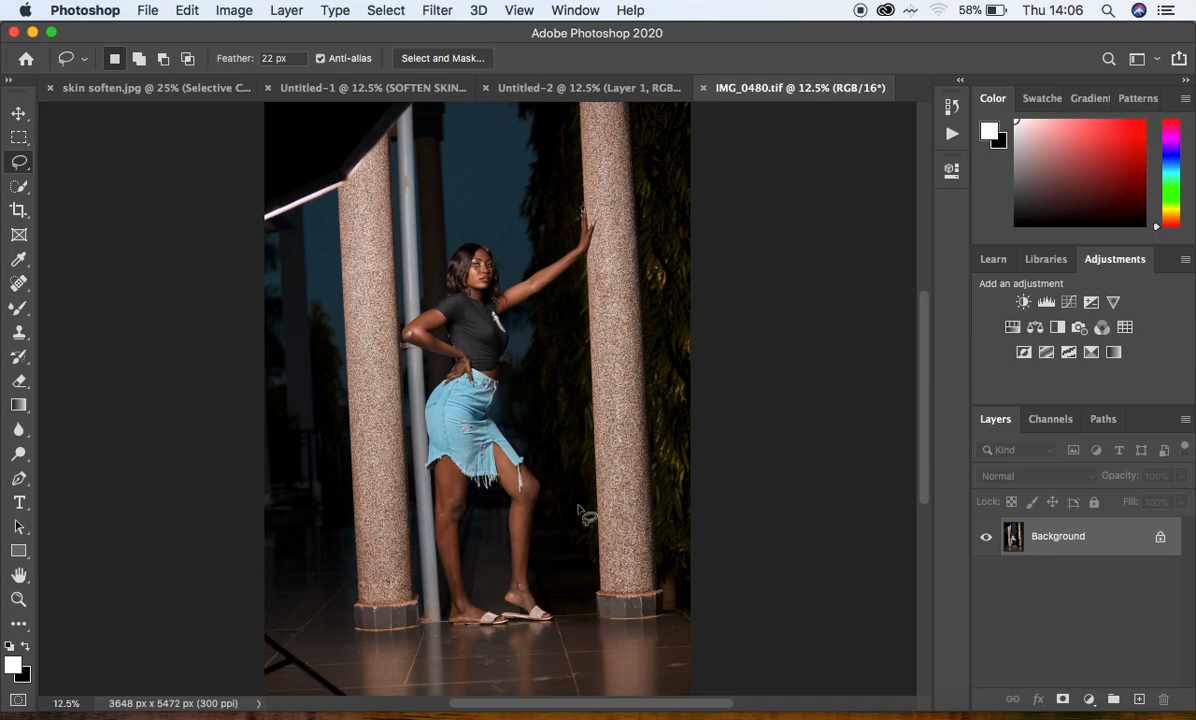 Photoshop File Edit Image Layer Type Select Filter 3D View Window Help 58% Thu 14:06
Adobe Photoshop 2020
Feather: 22 px Anti-alias Select and Mask...
skin soften.jpg @ 25% (Selective C... Untitled-1 @ 12.5% (SOFTEN SKIN... Untitled-2 @ 12.5% (Layer 1, RGB... IMG_0480.tif @ 12.5% (RGB/16*)
Color Swatche Gradient Patterns
Learn Libraries Adjustments
Add an adjustment
Layers Channels Paths
Kind
Normal Opacity: 100%
Lock: Fill: 100%
Background
12.5% 3648 px x 5472 px (300 ppi)